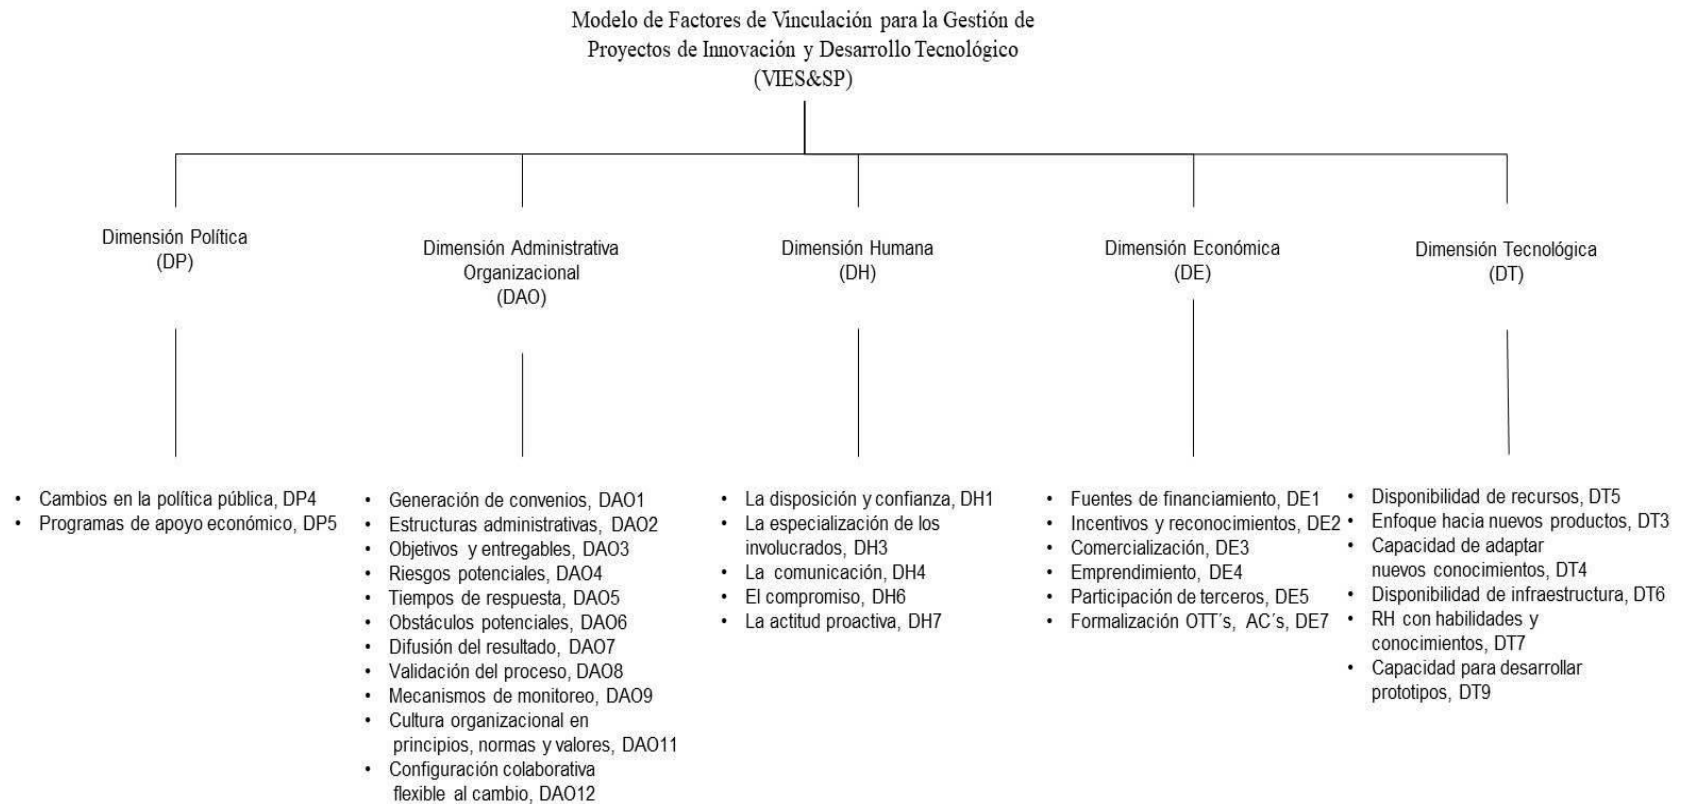 Modelo de Factores de Vinculación para la Gestión de
Proyectos de Innovación y Desarrollo Tecnológico
(VIES&SP)
Dimensión Política
(DP)
• Cambios en la política pública, DP4
• Programas de apoyo económico, DP5
Dimensión Administrativa
Organizacional
(DAO)
• Generación de convenios, DAO1
• Estructuras administrativas, DAO2
• Objetivos y entregables, DAO3
• Riesgos potenciales, DAO4
• Tiempos de respuesta, DAO5
• Obstáculos potenciales, DAO6
• Difusión del resultado, DAO7
• Validación del proceso, DAO8
• Mecanismos de monitoreo, DAO9
• Cultura organizacional en
principios, normas y valores, DAO11
• Configuración colaborativa
flexible al cambio, DAO12
Dimensión Humana
(DH)
• La disposición y confianza, DH1
• La especialización de los
involucrados, DH3
• La comunicación, DH4
• El compromiso, DH6
• La actitud proactiva, DH7
Dimensión Económica
(DE)
• Fuentes de financiamiento, DE1
• Incentivos y reconocimientos, DE2
• Comercialización, DE3
• Emprendimiento, DE4
• Participación de terceros, DE5
• Formalización OTT´s, AC´s, DE7
Dimensión Tecnológica
(DT)
• Disponibilidad de recursos, DT5
• Enfoque hacia nuevos productos, DT3
• Capacidad de adaptar
nuevos conocimientos, DT4
• Disponibilidad de infraestructura, DT6
• RH con habilidades y
conocimientos, DT7
• Capacidad para desarrollar
prototipos, DT9